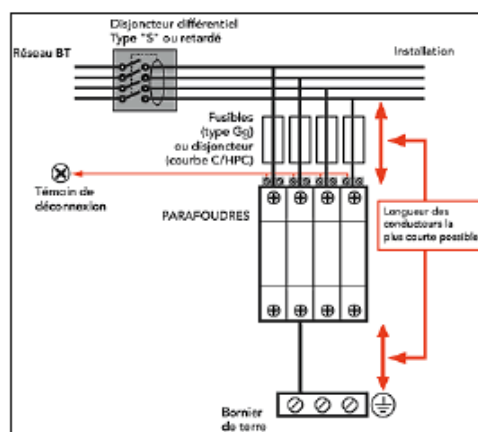 Disjoncteur différentiel
Type "S" ou retardé
Réseau BT
Installation
Fusibles
(type Gg)
ou disjoncteur
(courbe C/HPC)
Témoin de
déconnexion
PARAFOUDRES
Longueur des
conducteurs la
plus courte possible
Bornier
de terre